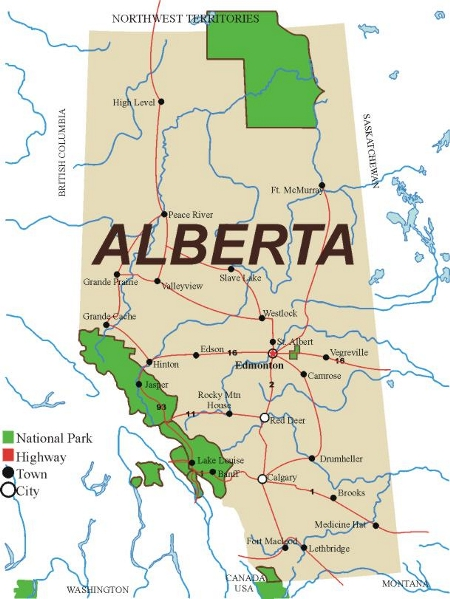 NORTHWEST TERRITORIES
High Level
BRITISH COLUMBIA
SASKATCHEWAN
Ft. McMurray
Peace River
ALBERTA
Grande Prairie
Valleyview
Slave Lake
Grande Cache
Westlock
St. Albert
Edson
16
Vegreville
16
Edmonton
Hinton
Camrose
2
Jasper
Rocky Mtn
House
93
11
Red Deer
National Park
Highway
Town
City
Lake Louise
Banff
1
Drumheller
Calgary
1
Brooks
Medicine Hat
Fort Macleod
Lethbridge
CANADA
USA
WASHINGTON
MONTANA